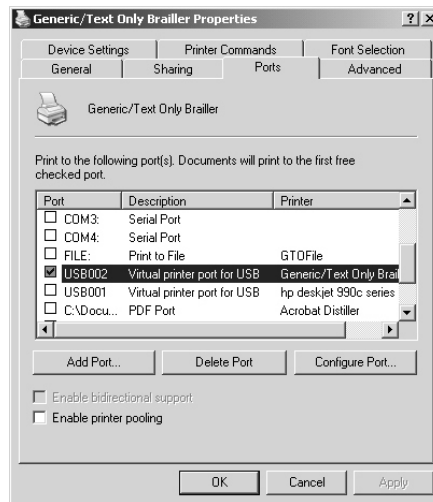 Generic/Text Only Brailler Properties
Device Settings Printer Commands Font Selection
General Sharing Ports Advanced
Generic/Text Only Brailler
Print to the following port(s). Documents will print to the first free
checked port.
Port Description Printer
COM3: Serial Port
COM4: Serial Port
FILE: Print to File GTOFile
USB002 Virtual printer port for USB Generic/Text Only Brail
USB001 Virtual printer port for USB hp deskjet 990c series
C:\Docu... PDF Port Acrobat Distiller
Add Port... Delete Port Configure Port...
Enable bidirectional support
Enable printer pooling
OK Cancel Apply